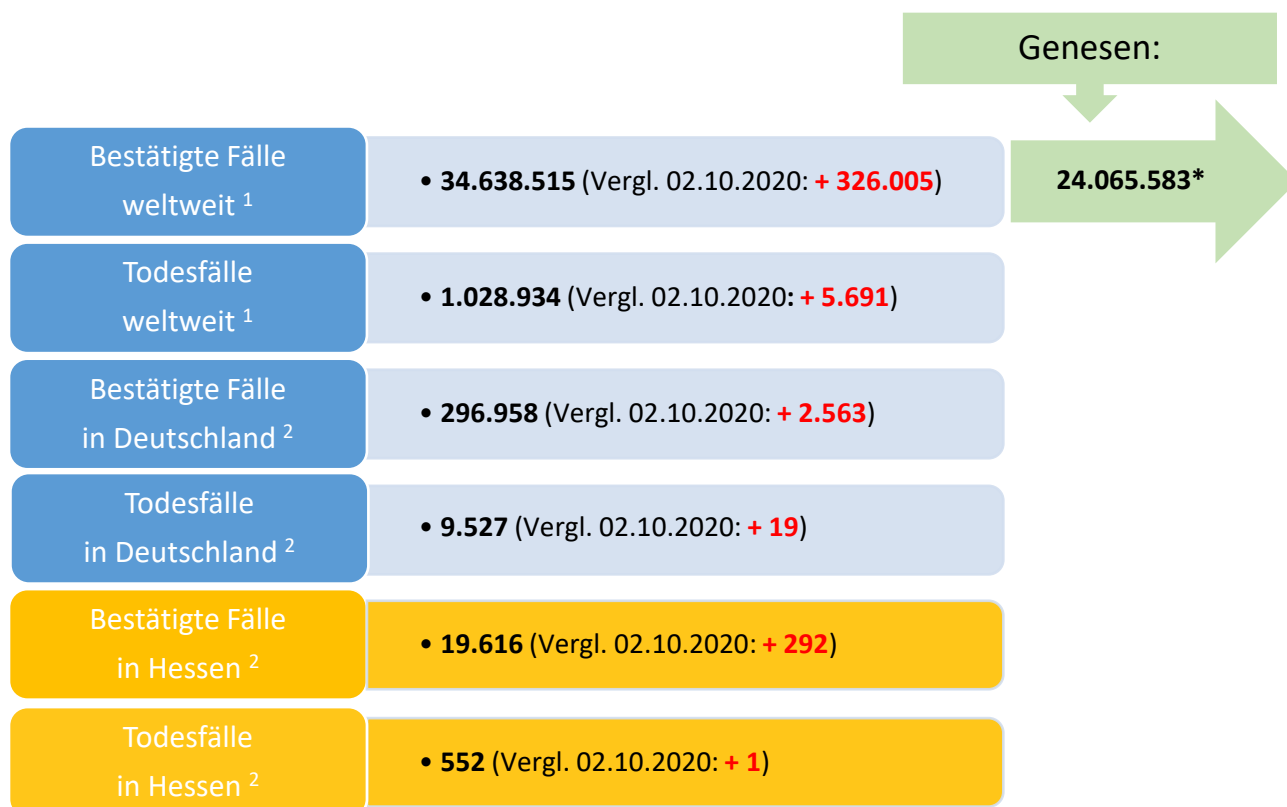 Genesen:
Bestätigte Fälle
weltweit ¹
• 34.638.515 (Vergl. 02.10.2020: + 326.005)
24.065.583*
Todesfälle
weltweit ¹
• 1.028.934 (Vergl. 02.10.2020: + 5.691)
Bestätigte Fälle
in Deutschland ²
• 296.958 (Vergl. 02.10.2020: + 2.563)
Todesfälle
in Deutschland ²
• 9.527 (Vergl. 02.10.2020: + 19)
Bestätigte Fälle
in Hessen ²
• 19.616 (Vergl. 02.10.2020: + 292)
Todesfälle
in Hessen ²
• 552 (Vergl. 02.10.2020: + 1)